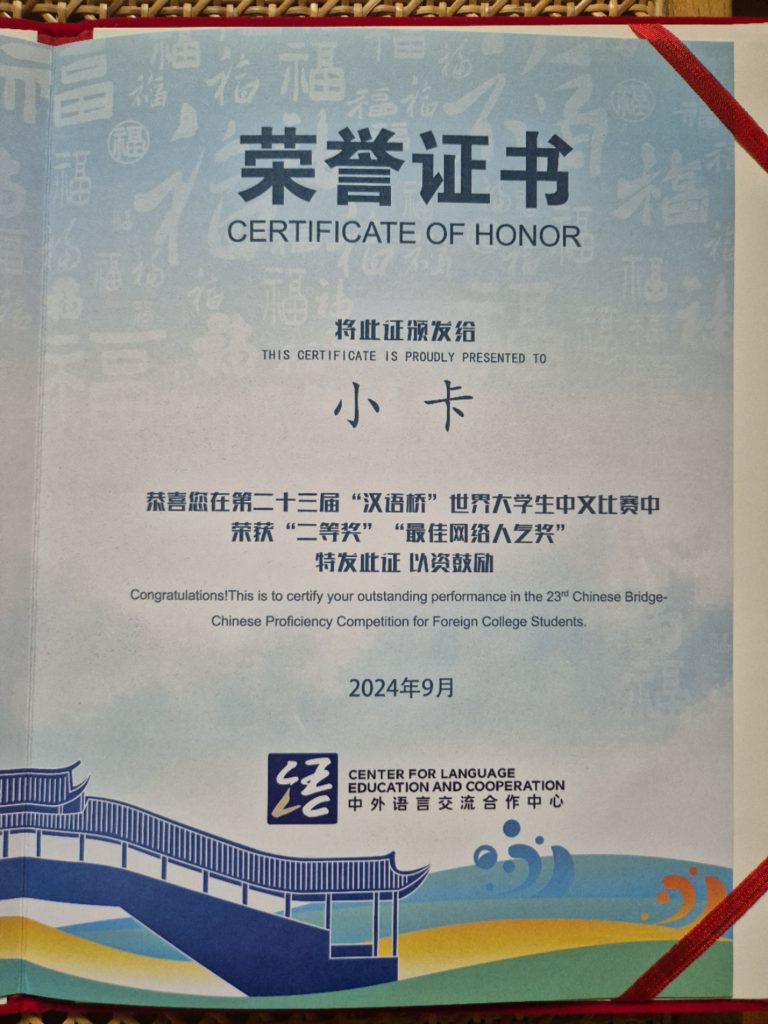 荣誉证书
CERTIFICATE OF HONOR
将此证颁发给
THIS CERTIFICATE IS PROUDLY PRESENTED TO
小 卡
恭喜您在第二十三届“汉语桥”世界大学生中文比赛中
荣获“二等奖”“最佳网络人气奖”
特发此证 以资鼓励
Congratulations!This is to certify your outstanding performance in the 23rd Chinese Bridge-
Chinese Proficiency Competition for Foreign College Students.
2024年9月
语
CENTER FOR LANGUAGE
EDUCATION AND COOPERATION
中外语言交流合作中心